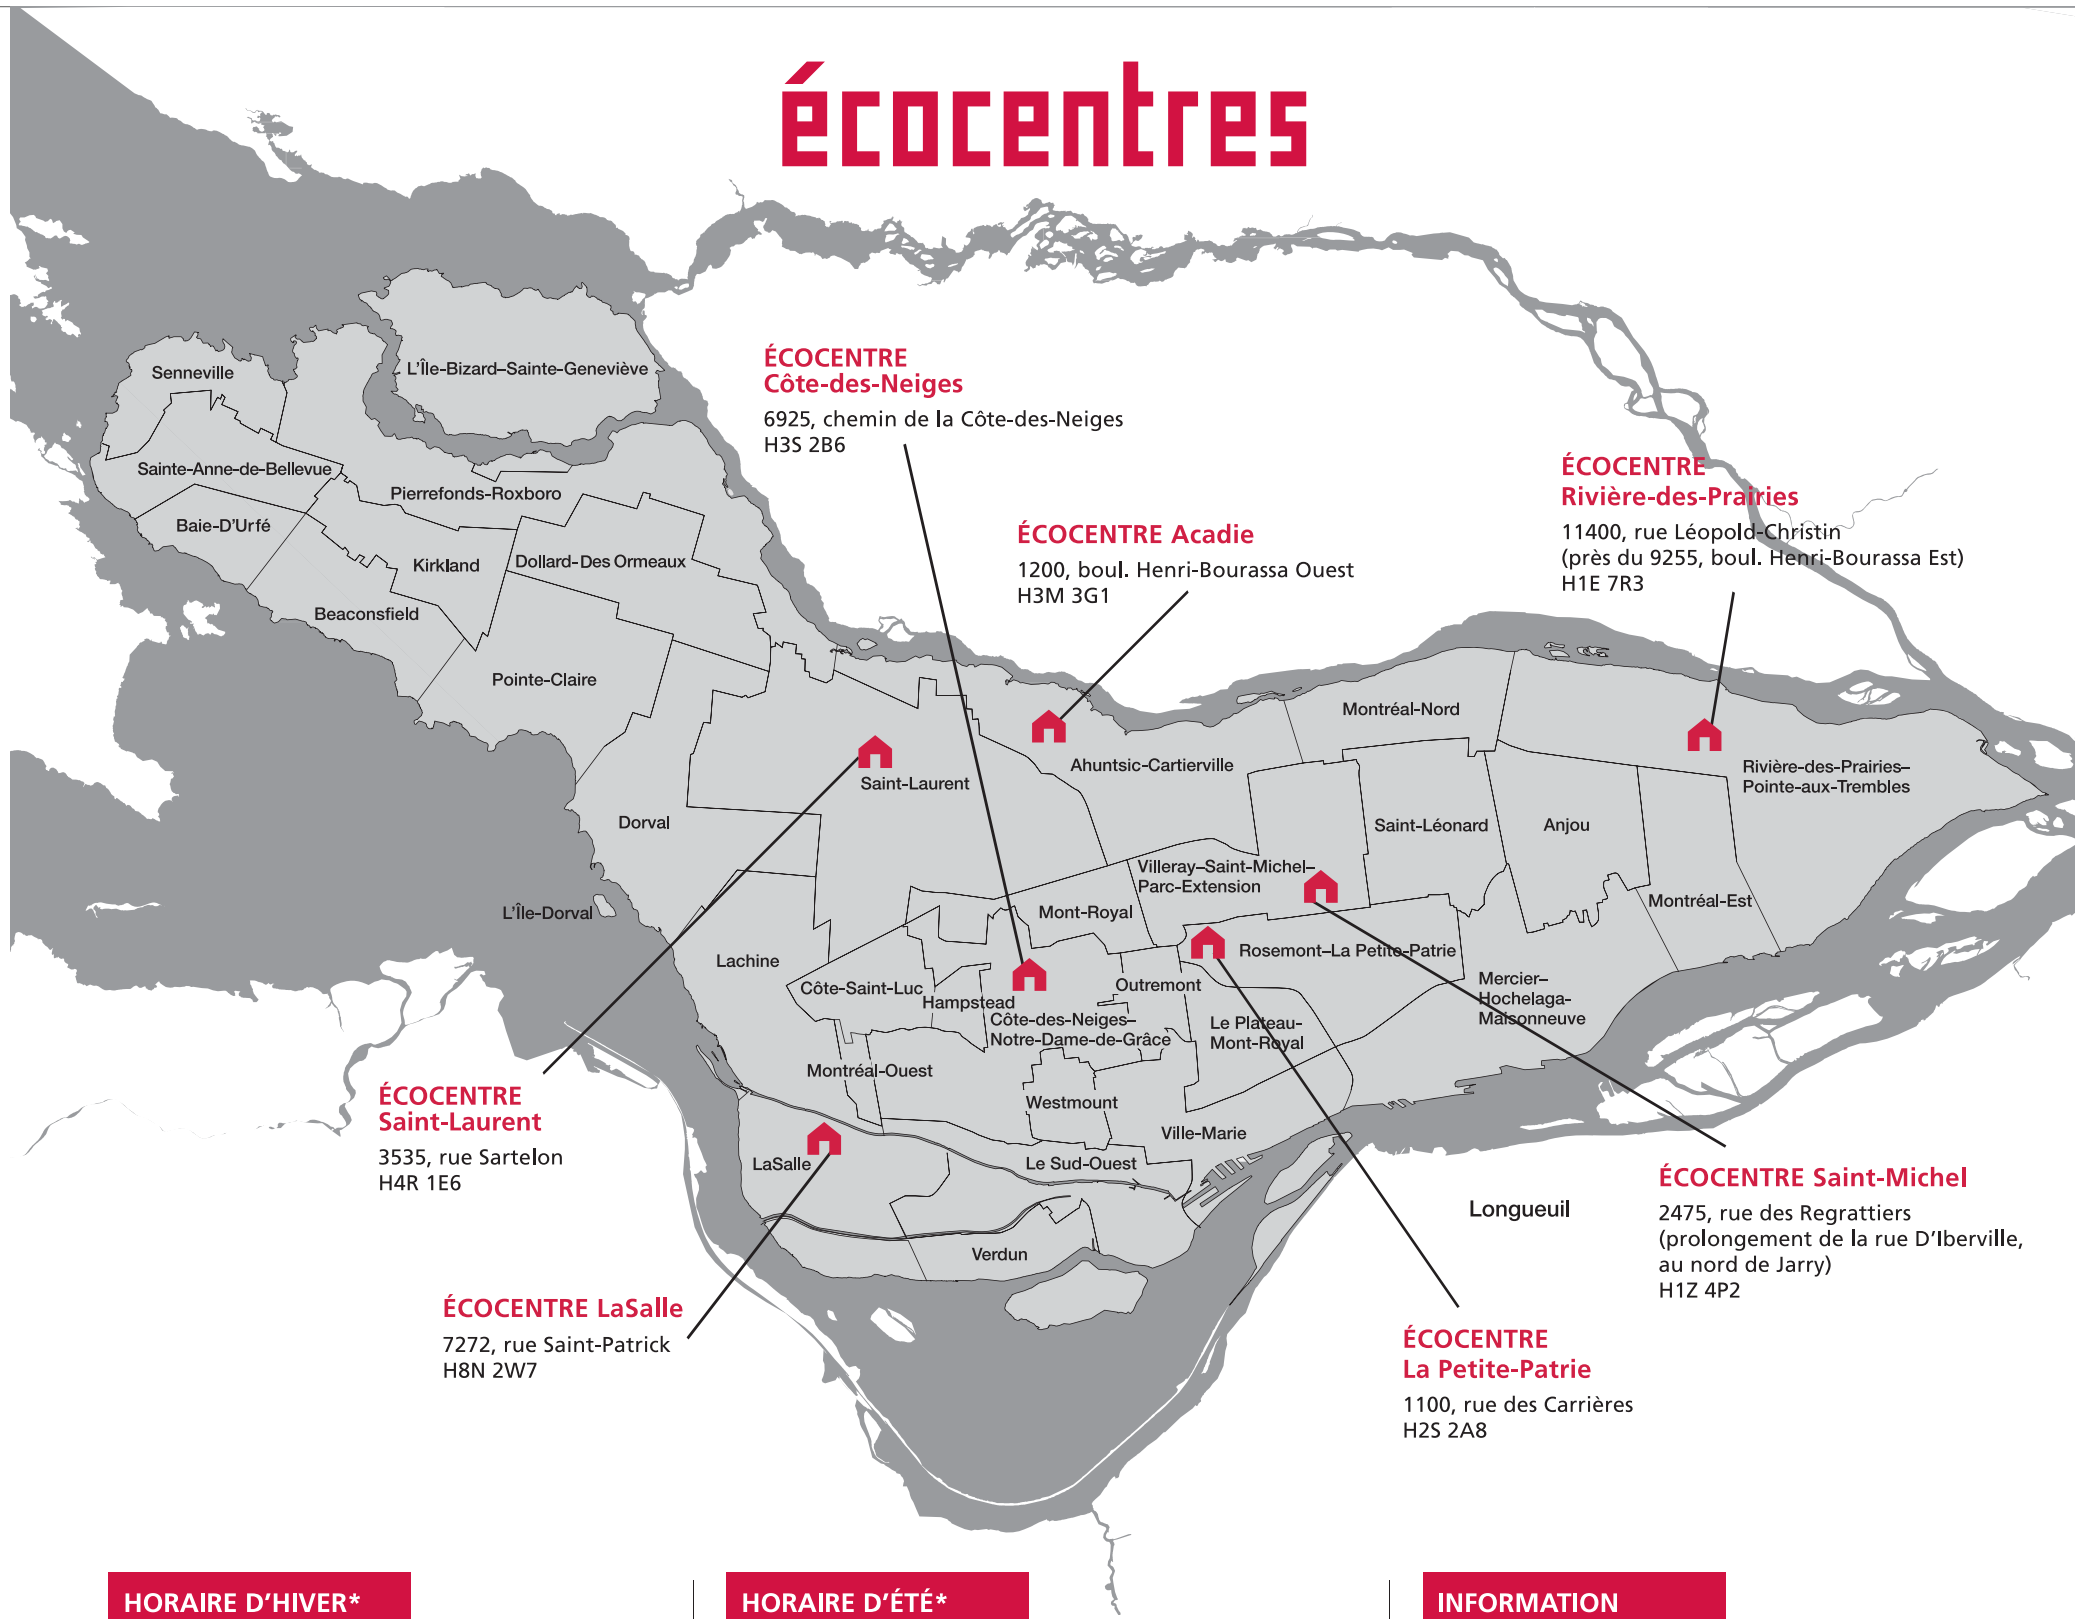 écocentres
ÉCOCENTRE
Côte-des-Neiges
6925, chemin de la Côte-des-Neiges
H3S 2B6
ÉCOCENTRE Acadie
1200, boul. Henri-Bourassa Ouest
H3M 3G1
ÉCOCENTRE
Rivière-des-Prairies
11400, rue Léopold-Christin
(près du 9255, boul. Henri-Bourassa Est)
H1E 7R3
Senneville
L'Île-Bizard–Sainte-Geneviève
Sainte-Anne-de-Bellevue
Pierrefonds-Roxboro
Baie-D'Urfé
Kirkland
Dollard-Des Ormeaux
Beaconsfield
Pointe-Claire
Montréal-Nord
Ahuntsic-Cartierville
Saint-Laurent
Rivière-des-Prairies–
Pointe-aux-Trembles
Dorval
Saint-Léonard
Anjou
Villeray–Saint-Michel–
Parc-Extension
Montréal-Est
L'Île-Dorval
Mont-Royal
Lachine
Rosemont–La Petite-Patrie
Côte-Saint-Luc
Hampstead
Outremont
Mercier–
Hochelaga-
Maisonneuve
Côte-des-Neiges–
Notre-Dame-de-Grâce
Le Plateau-
Mont-Royal
Montréal-Ouest
Westmount
Ville-Marie
LaSalle
Le Sud-Ouest
Verdun
Longueuil
ÉCOCENTRE
Saint-Laurent
3535, rue Sartelon
H4R 1E6
ÉCOCENTRE Saint-Michel
2475, rue des Regrattiers
(prolongement de la rue D'Iberville,
au nord de Jarry)
H1Z 4P2
ÉCOCENTRE LaSalle
7272, rue Saint-Patrick
H8N 2W7
ÉCOCENTRE
La Petite-Patrie
1100, rue des Carrières
H2S 2A8
HORAIRE D'HIVER*
HORAIRE D'ÉTÉ*
INFORMATION